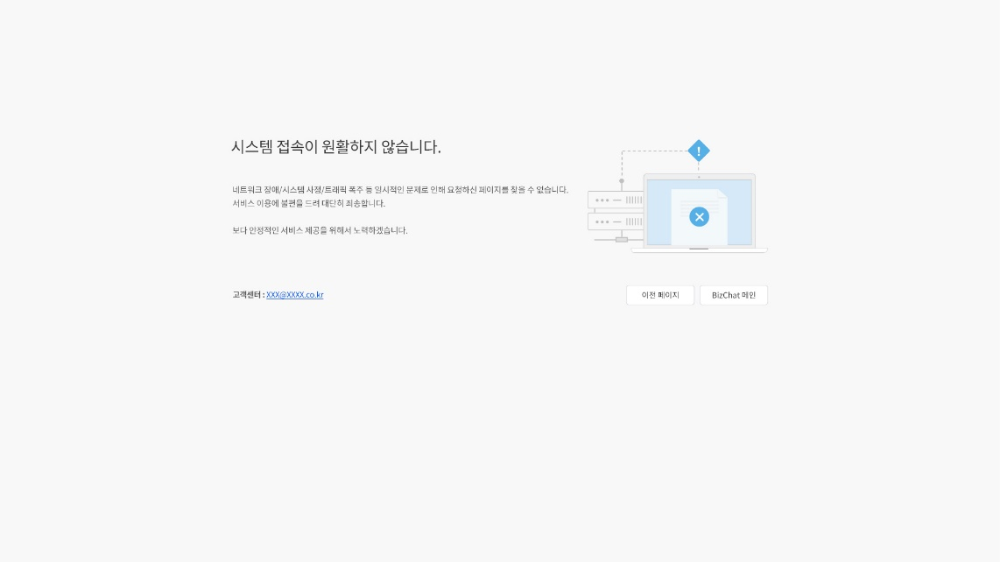 시스템 접속이 원활하지 않습니다.
네트워크 장애/시스템 사정/트래픽 폭주 등 일시적인 문제로 인해 요청하신 페이지를 찾을 수 없습니다.
서비스 이용에 불편을 드려 대단히 죄송합니다.
보다 안정적인 서비스 제공을 위해서 노력하겠습니다.
고객센터 : XXX@XXXX.co.kr
이전 페이지
BizChat 메인